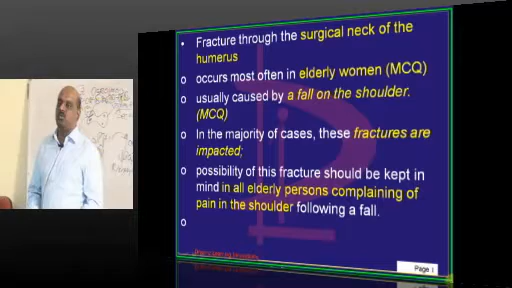 • Fracture through the surgical neck of the
humerus
o occurs most often in elderly women (MCQ)
o usually caused by a fall on the shoulder.
(MCQ)
o In the majority of cases, these fractures are
impacted;
o possibility of this fracture should be kept in
mind in all elderly persons complaining of
pain in the shoulder following a fall.
o
Page 1